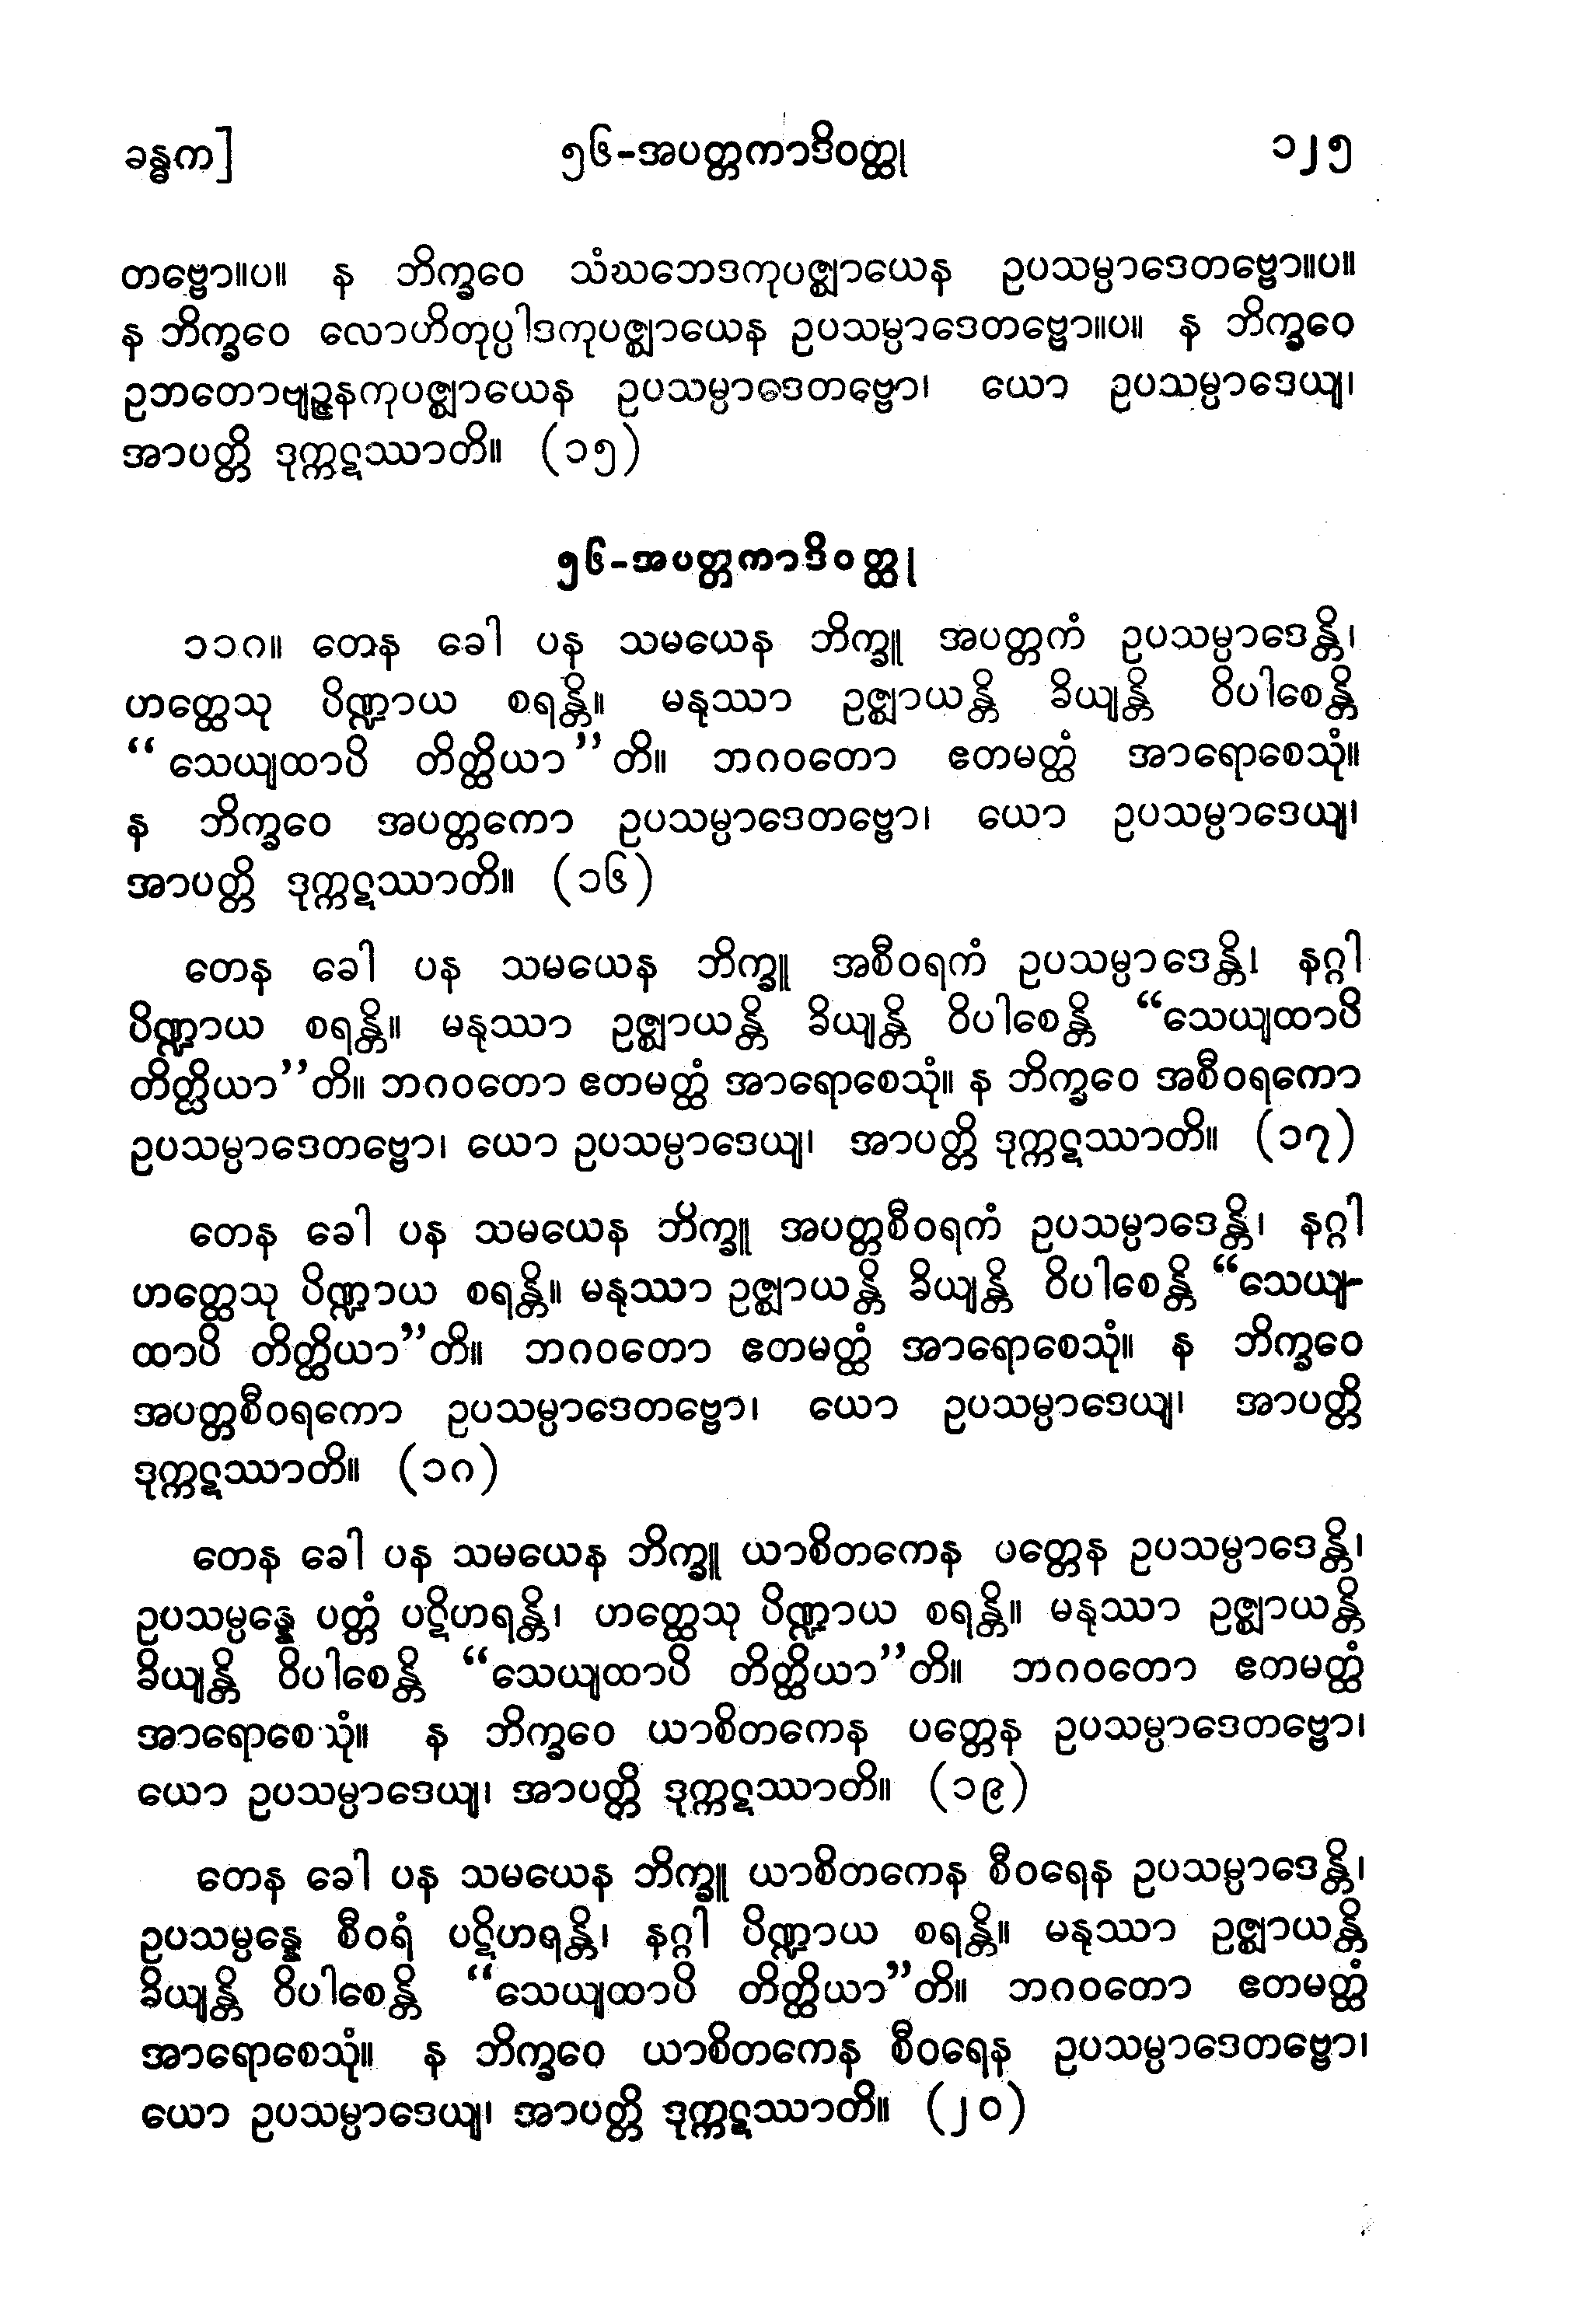 ခန္ဓက] ၅၆-အပတ္တကာဒိဝတ္ထု ၁၂၅
တဗ္ဗော။ပ။ န ဘိက္ခဝေ သံဃဘေဒကုပဇ္ဈာယေန ဥပသမ္ပာဒေတဗ္ဗော။ပ။
န ဘိက္ခဝေ လောဟိတုပ္ပါဒကုပဇ္ဈာယေန ဥပသမ္ပာဒေတဗ္ဗော။ပ။ န ဘိက္ခဝေ
ဥဘတောဗျဉ္ဇနကုပဇ္ဈာယေန ဥပသမ္ပာဒေတဗ္ဗော၊ ယော ဥပသမ္ပာဒေယျ၊
အာပတ္တိ ဒုက္ကဋဿာတိ။ (၁၅)
၅၆-အပတ္တကာဒိဝတ္ထု
၁၁၈။ တေန ခေါ ပန သမယေန ဘိက္ခူ အပတ္တကံ ဥပသမ္ပာဒေန္တိ၊
ဟတ္ထေသု ပိဏ္ဍာယ စရန္တိ။ မနုဿာ ဥဇ္ဈာယန္တိ ခိယျန္တိ ဝိပါစေန္တိ
“သေယျထာပိ တိတ္ထိယာ”တိ။ ဘဂဝတော ဧတမတ္ထံ အာရောစေသုံ။
န ဘိက္ခဝေ အပတ္တကော ဥပသမ္ပာဒေတဗ္ဗော၊ ယော ဥပသမ္ပာဒေယျ၊
အာပတ္တိ ဒုက္ကဋဿာတိ။ (၁၆)
တေန ခေါ ပန သမယေန ဘိက္ခူ အစီဝရကံ ဥပသမ္ပာဒေန္တိ၊ နဂ္ဂါ
ပိဏ္ဍာယ စရန္တိ။ မနုဿာ ဥဇ္ဈာယန္တိ ခိယျန္တိ ဝိပါစေန္တိ “သေယျထာပိ
တိတ္ထိယာ”တိ။ ဘဂဝတော ဧတမတ္ထံ အာရောစေသုံ။ န ဘိက္ခဝေ အစီဝရကော
ဥပသမ္ပာဒေတဗ္ဗော၊ ယော ဥပသမ္ပာဒေယျ၊ အာပတ္တိ ဒုက္ကဋဿာတိ။ (၁၇)
တေန ခေါ ပန သမယေန ဘိက္ခူ အပတ္တစီဝရကံ ဥပသမ္ပာဒေန္တိ၊ နဂ္ဂါ
ဟတ္ထေသု ပိဏ္ဍာယ စရန္တိ။ မနုဿာ ဥဇ္ဈာယန္တိ ခိယျန္တိ ဝိပါစေန္တိ “သေယျ-
ထာပိ တိတ္ထိယာ”တိ။ ဘဂဝတော ဧတမတ္ထံ အာရောစေသုံ။ န ဘိက္ခဝေ
အပတ္တစီဝရကော ဥပသမ္ပာဒေတဗ္ဗော၊ ယော ဥပသမ္ပာဒေယျ၊ အာပတ္တိ
ဒုက္ကဋဿာတိ။ (၁၈)
တေန ခေါ ပန သမယေန ဘိက္ခူ ယာစိတကေန ပတ္တေန ဥပသမ္ပာဒေန္တိ၊
ဥပသမ္ပန္နေ ပတ္တံ ပဋိဟရန္တိ၊ ဟတ္ထေသု ပိဏ္ဍာယ စရန္တိ။ မနုဿာ ဥဇ္ဈာယန္တိ
ခိယျန္တိ ဝိပါစေန္တိ “သေယျထာပိ တိတ္ထိယာ”တိ။ ဘဂဝတော ဧတမတ္ထံ
အာရောစေသုံ။ န ဘိက္ခဝေ ယာစိတကေန ပတ္တေန ဥပသမ္ပာဒေတဗ္ဗော၊
ယော ဥပသမ္ပာဒေယျ၊ အာပတ္တိ ဒုက္ကဋဿာတိ။ (၁၉)
တေန ခေါ ပန သမယေန ဘိက္ခူ ယာစိတကေန စီဝရေန ဥပသမ္ပာဒေန္တိ၊
ဥပသမ္ပန္နေ စီဝရံ ပဋိဟရန္တိ၊ နဂ္ဂါ ပိဏ္ဍာယ စရန္တိ။ မနုဿာ ဥဇ္ဈာယန္တိ
ခိယျန္တိ ဝိပါစေန္တိ “သေယျထာပိ တိတ္ထိယာ”တိ။ ဘဂဝတော ဧတမတ္ထံ
အာရောစေသုံ။ န ဘိက္ခဝေ ယာစိတကေန စီဝရေန ဥပသမ္ပာဒေတဗ္ဗော၊
ယော ဥပသမ္ပာဒေယျ၊ အာပတ္တိ ဒုက္ကဋဿာတိ။ (၂၀)